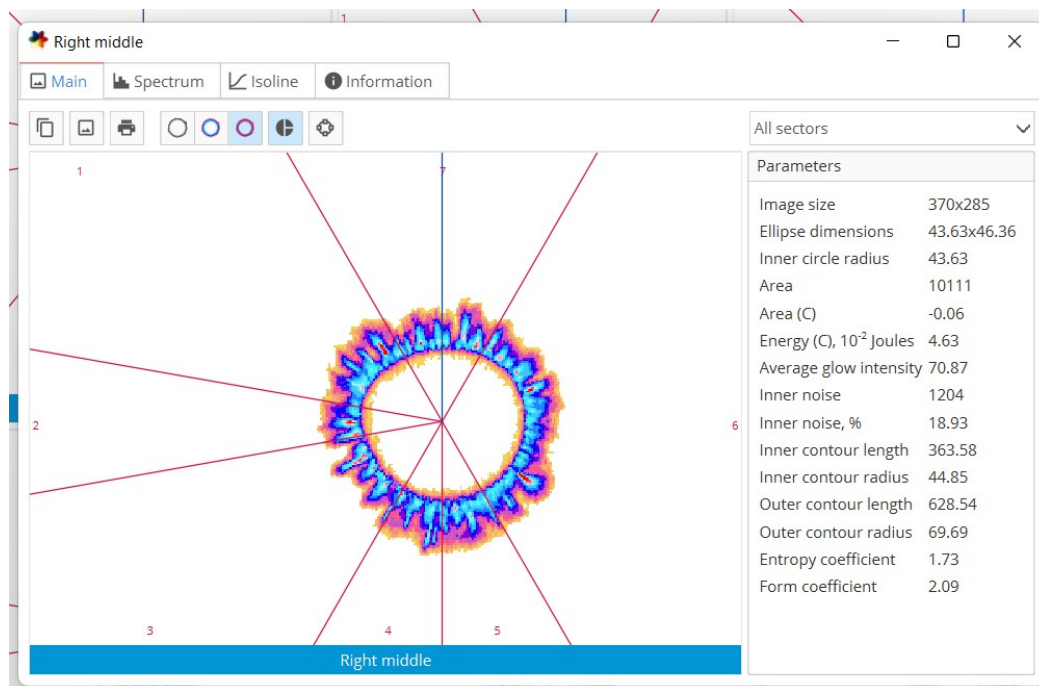 1
Right middle
Main
Spectrum
Isoline
Information
All sectors
1
7
2
6
3
4
5
Right middle
Parameters
Image size 370x285
Ellipse dimensions 43.63x46.36
Inner circle radius 43.63
Area 10111
Area (C) -0.06
Energy (C), 10⁻² Joules 4.63
Average glow intensity 70.87
Inner noise 1204
Inner noise, % 18.93
Inner contour length 363.58
Inner contour radius 44.85
Outer contour length 628.54
Outer contour radius 69.69
Entropy coefficient 1.73
Form coefficient 2.09